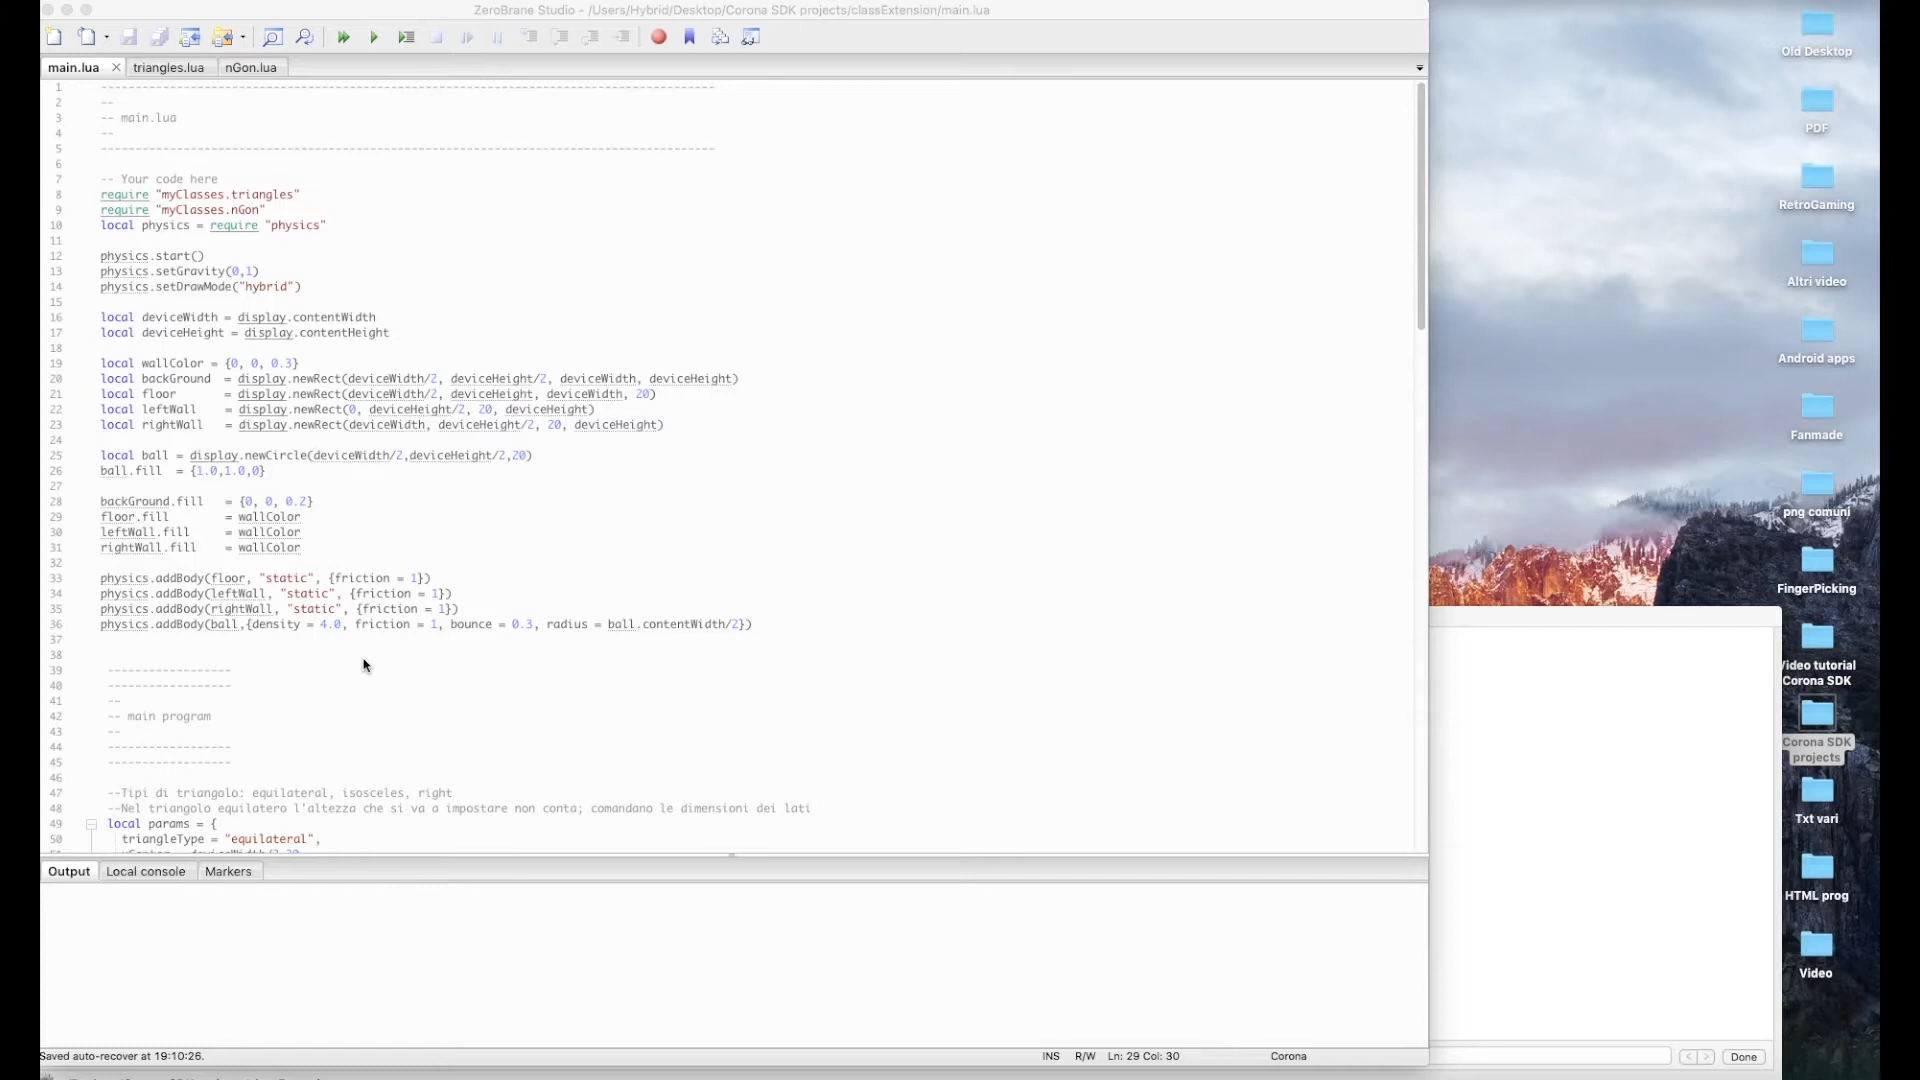 ZeroBrane Studio - /Users/Hybrid/Desktop/Corona SDK projects/classExtension/main.lua
main.lua
triangles.lua
nGon.lua
1 ----------------------------------------------------------------------------------------
2 --
3 -- main.lua
4 --
5 ----------------------------------------------------------------------------------------
6
7 -- Your code here
8 require "myClasses.triangles"
9 require "myClasses.nGon"
10 local physics = require "physics"
11
12 physics.start()
13 physics.setGravity(0,1)
14 physics.setDrawMode("hybrid")
15
16 local deviceWidth = display.contentWidth
17 local deviceHeight = display.contentHeight
18
19 local wallColor = {0, 0, 0.3}
20 local backGround  = display.newRect(deviceWidth/2, deviceHeight/2, deviceWidth, deviceHeight)
21 local floor       = display.newRect(deviceWidth/2, deviceHeight, deviceWidth, 20)
22 local leftWall    = display.newRect(0, deviceHeight/2, 20, deviceHeight)
23 local rightWall   = display.newRect(deviceWidth, deviceHeight/2, 20, deviceHeight)
24
25 local ball = display.newCircle(deviceWidth/2,deviceHeight/2,20)
26 ball.fill  = {1.0,1.0,0}
27
28 backGround.fill   = {0, 0, 0.2}
29 floor.fill        = wallColor
30 leftWall.fill     = wallColor
31 rightWall.fill    = wallColor
32
33 physics.addBody(floor, "static", {friction = 1})
34 physics.addBody(leftWall, "static", {friction = 1})
35 physics.addBody(rightWall, "static", {friction = 1})
36 physics.addBody(ball,{density = 4.0, friction = 1, bounce = 0.3, radius = ball.contentWidth/2})
37
38
39 ------------------
40 ------------------
41 --
42 -- main program
43 --
44 ------------------
45 ------------------
46
47 --Tipi di triangolo: equilateral, isosceles, right
48 --Nel triangolo equilatero l'altezza che si va a impostare non conta; comandano le dimensioni dei lati
49 local params = {
50 triangleType = "equilateral",
Output
Local console
Markers
Saved auto-recover at 19:10:26.
INS
R/W
Ln: 29 Col: 30
Corona
Old Desktop
PDF
RetroGaming
Altri video
Android apps
Fanmade
png comuni
FingerPicking
Video tutorial
Corona SDK
Corona SDK
projects
Txt vari
HTML prog
Video
Done